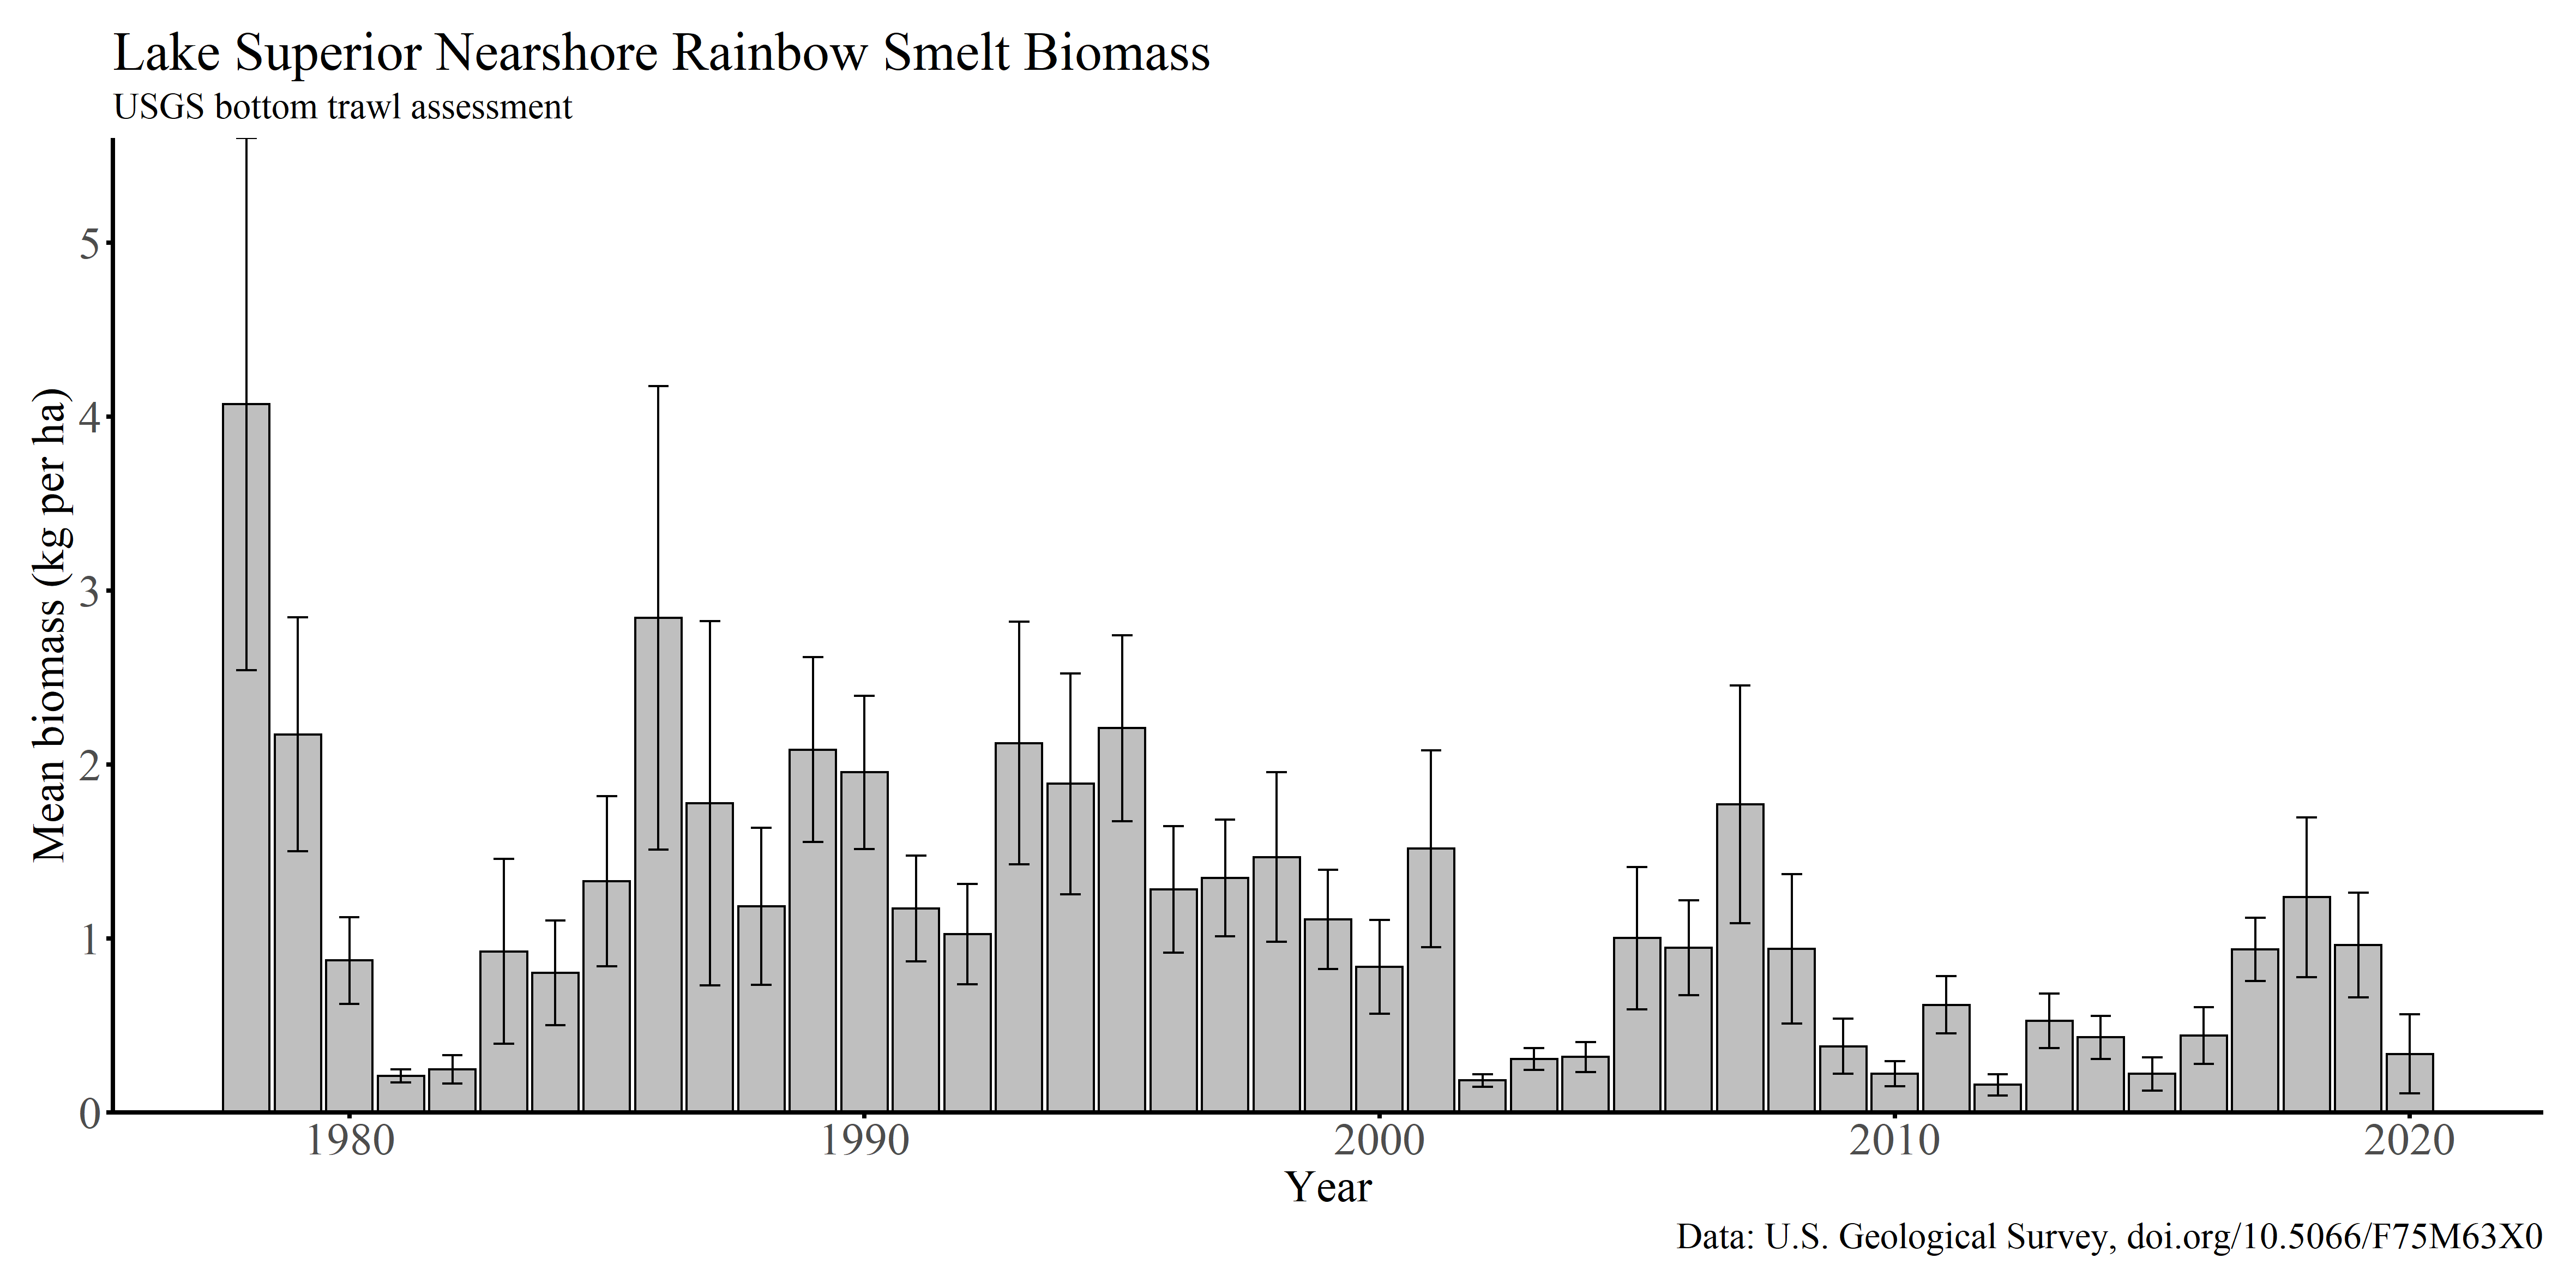 Lake Superior Nearshore Rainbow Smelt Biomass
USGS bottom trawl assessment
Mean biomass (kg per ha)
5
4
3
2
1
0
1980 1990 2000 2010 2020
Year
Data: U.S. Geological Survey, doi.org/10.5066/F75M63X0